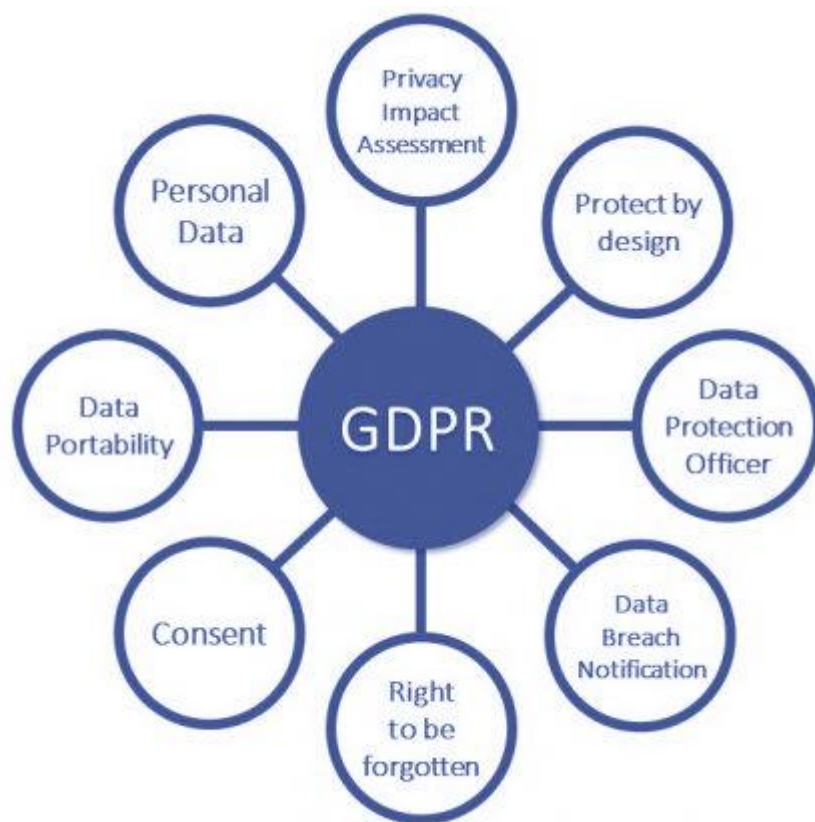 Privacy
Impact
Assessment
Protect by
design
Data
Protection
Officer
Data
Breach
Notification
Right
to be
forgotten
Consent
Data
Portability
Personal
Data
GDPR